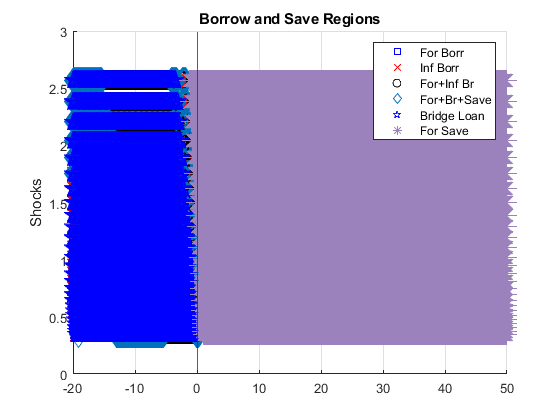 Borrow and Save Regions
3
2.5
2
1.5
1
0.5
0
Shocks
For Borr
Inf Borr
For+Inf Br
For+Br+Save
Bridge Loan
For Save
-20
-10
0
10
20
30
40
50